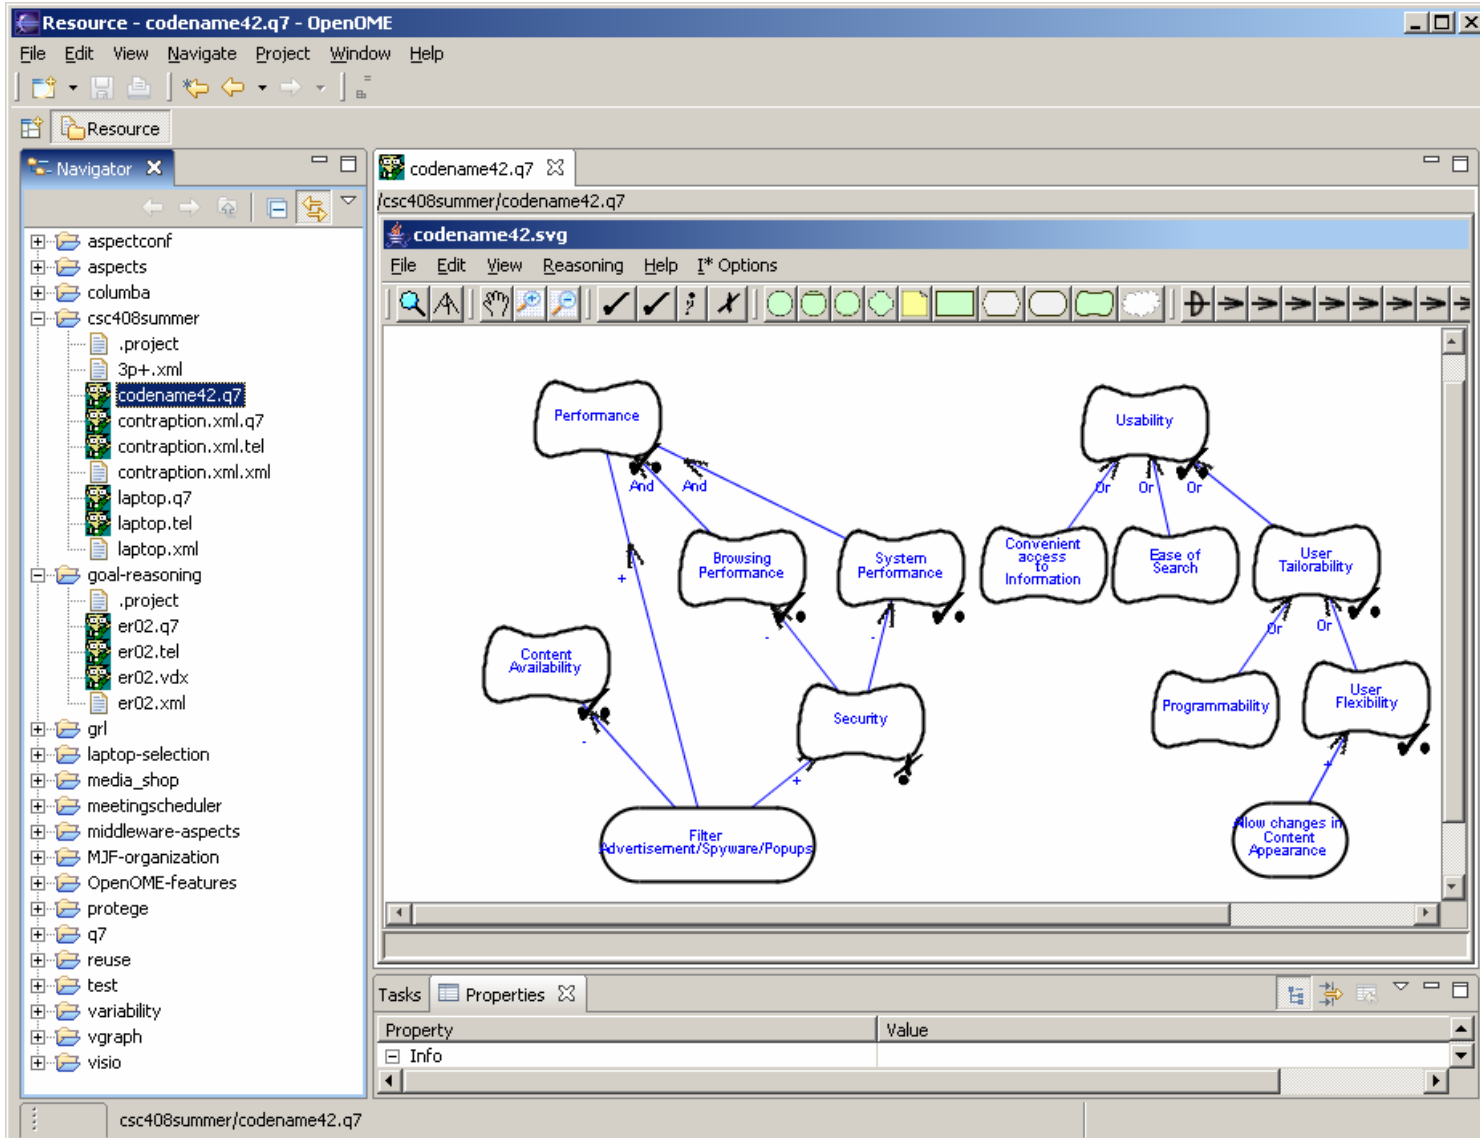 Resource - codename42.q7 - OpenOME
File Edit View Navigate Project Window Help
Resource
Navigator
aspectconf
aspects
columba
csc408summer
.project
3p+.xml
codename42.q7
contraption.xml.q7
contraption.xml.tel
contraption.xml.xml
laptop.q7
laptop.tel
laptop.xml
goal-reasoning
.project
er02.q7
er02.tel
er02.vdx
er02.xml
grl
laptop-selection
media_shop
meetingscheduler
middleware-aspects
MJF-organization
OpenOME-features
protege
q7
reuse
test
variability
vgraph
visio
codename42.q7
/csc408summer/codename42.q7
codename42.svg
File Edit View Reasoning Help I* Options
Performance
Usability
And And
Or Or Or
Browsing
Performance
System
Performance
Convenient
access
to
Information
Ease of
Search
User
Tailorability
+
- -
Or Or
Content
Availability
Security
Programmability
User
Flexibility
-
+
+
Filter
Advertisement/Spyware/Popups
Allow changes in
Content
Appearance
Tasks Properties
Property Value
Info
csc408summer/codename42.q7